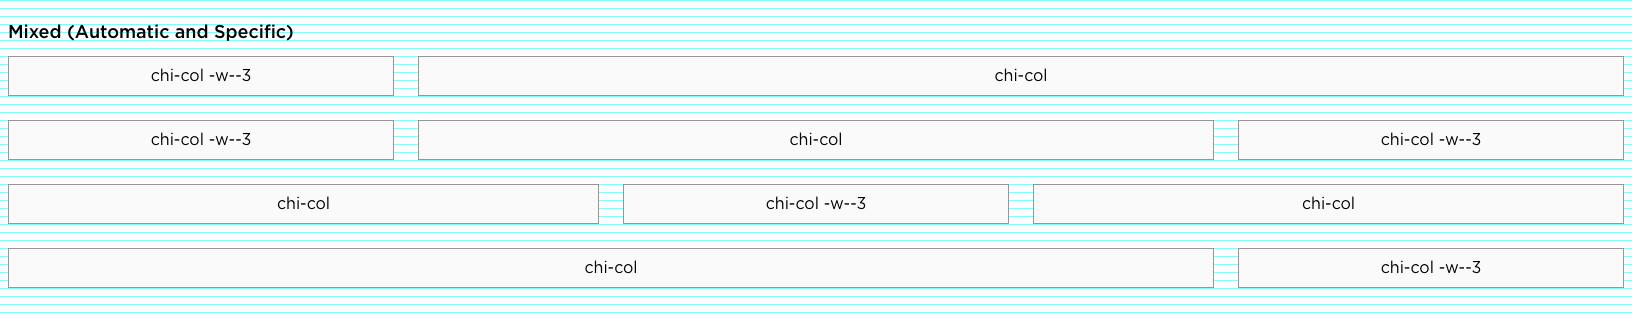 Mixed (Automatic and Specific)
chi-col -w--3 chi-col
chi-col -w--3 chi-col chi-col -w--3
chi-col chi-col -w--3 chi-col
chi-col chi-col -w--3